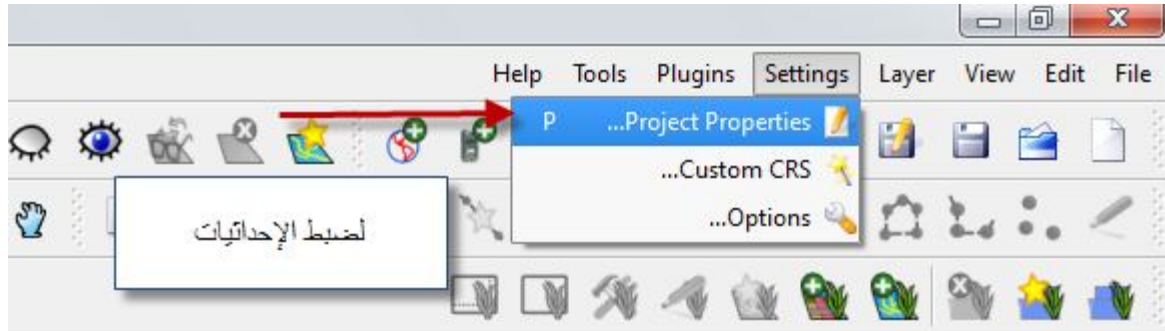 Help Tools Plugins Settings Layer View Edit File
P ...Project Properties
...Custom CRS
...Options
لضبط الإحداثيات